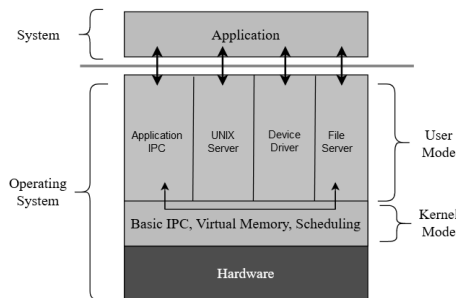 System
Application
Application
IPC
UNIX
Server
Device
Driver
File
Server
User
Mode
Operating
System
Basic IPC, Virtual Memory, Scheduling
Kernel
Mode
Hardware